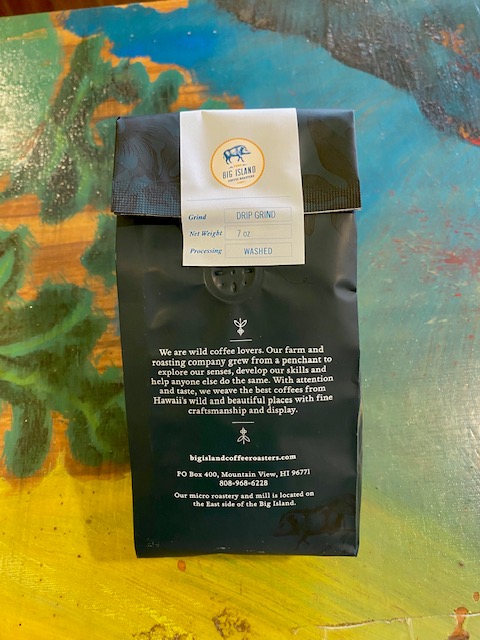 BIG ISLAND
COFFEE ROASTERS
Grind DRIP GRIND
Net Weight 7 oz.
Processing WASHED
We are wild coffee lovers. Our farm and
roasting company grew from a penchant to
explore our senses, develop our skills and
help anyone else do the same. With attention
and taste, we weave the best coffees from
Hawaii's wild and beautiful places with fine
craftsmanship and display.
bigislandcoffeeroasters.com
PO Box 400, Mountain View, HI 96771
808-968-6228
Our micro roastery and mill is located on
the East side of the Big Island.